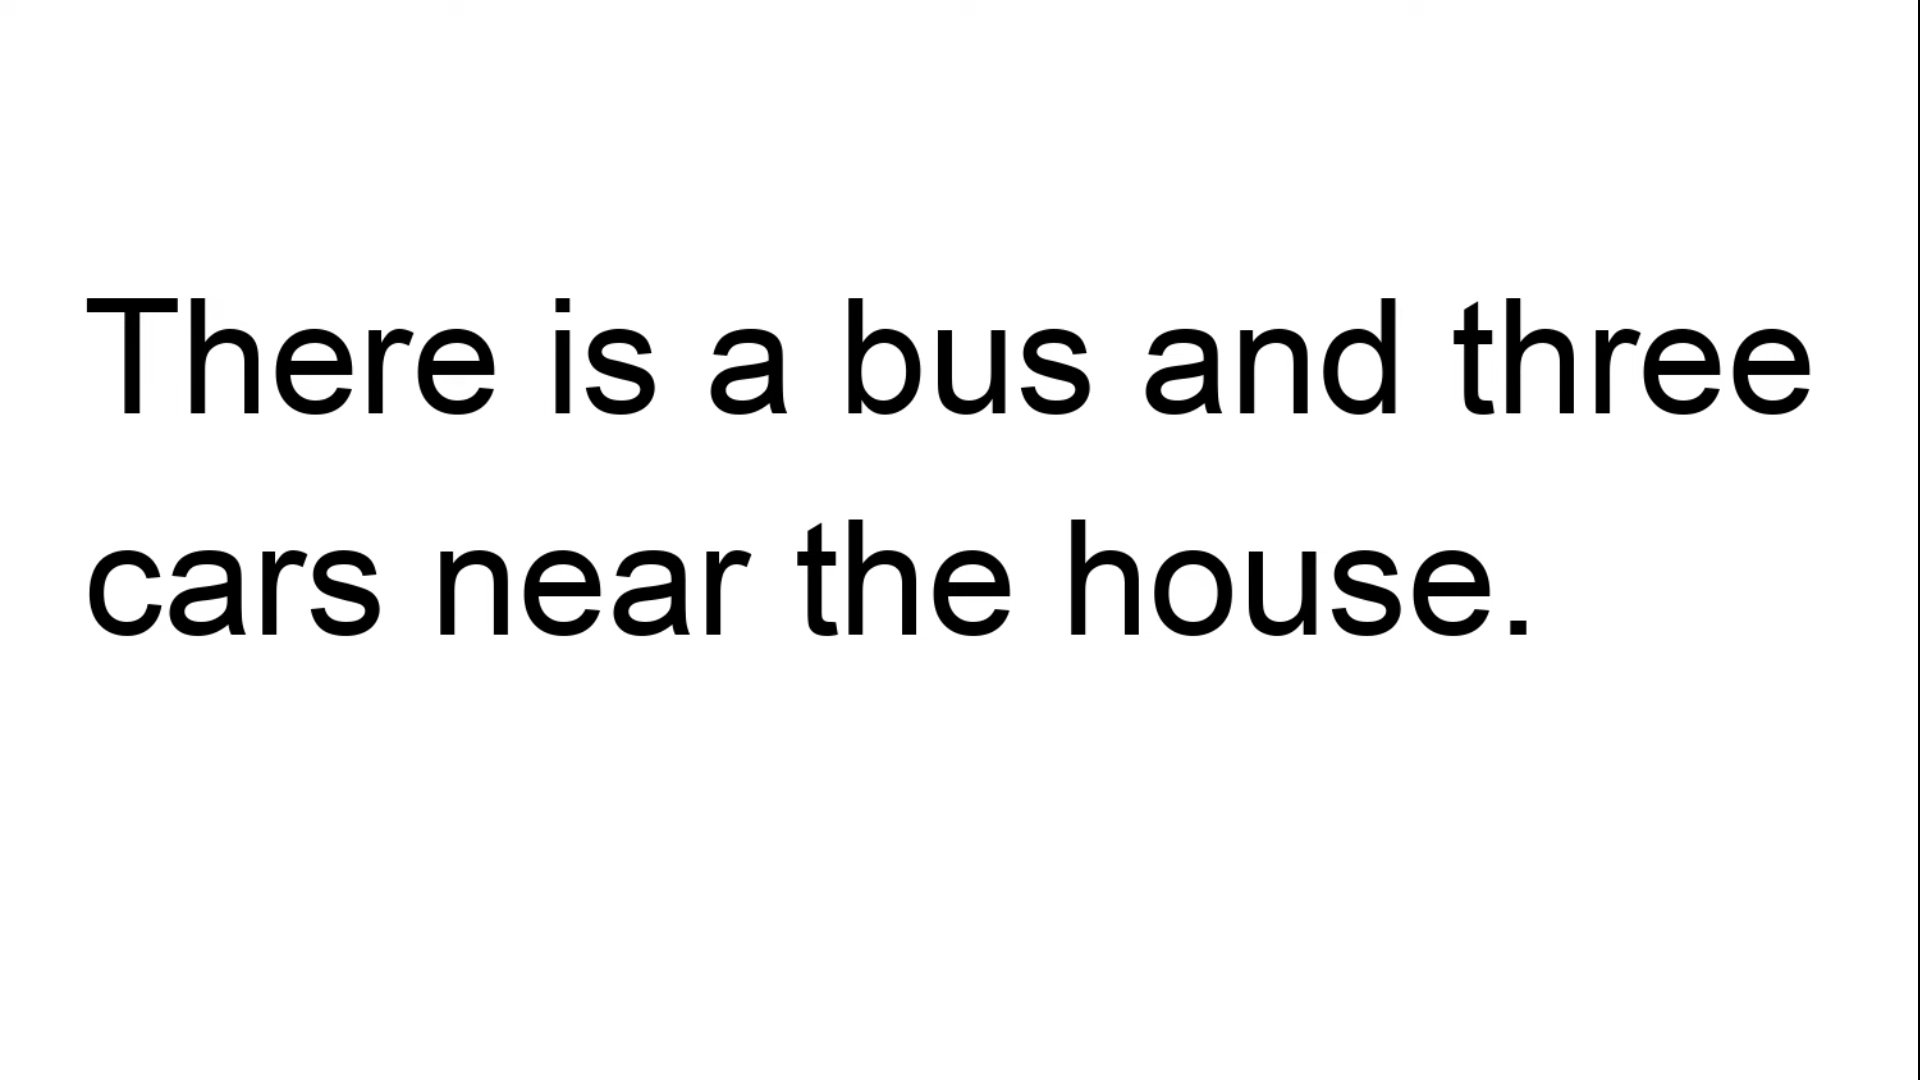 There is a bus and three
cars near the house.